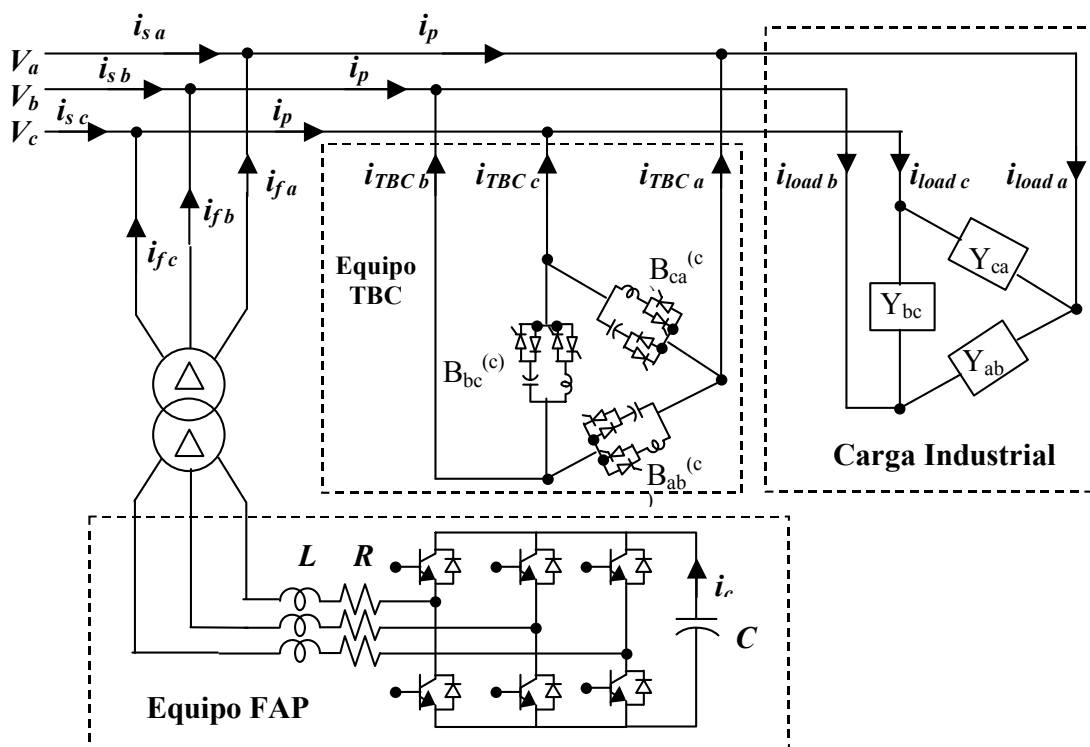 i_s a
i_p
V_a
i_s b
i_p
V_b
i_s c
i_p
V_c
i_f a
i_f b
i_f c
i_TBC b
i_TBC c
i_TBC a
i_load b
i_load c
i_load a
Equipo
TBC
B_ca^(c
B_bc^(c)
B_ab^(c
)
Y_ca
Y_bc
Y_ab
Carga Industrial
L
R
i_c
C
Equipo FAP